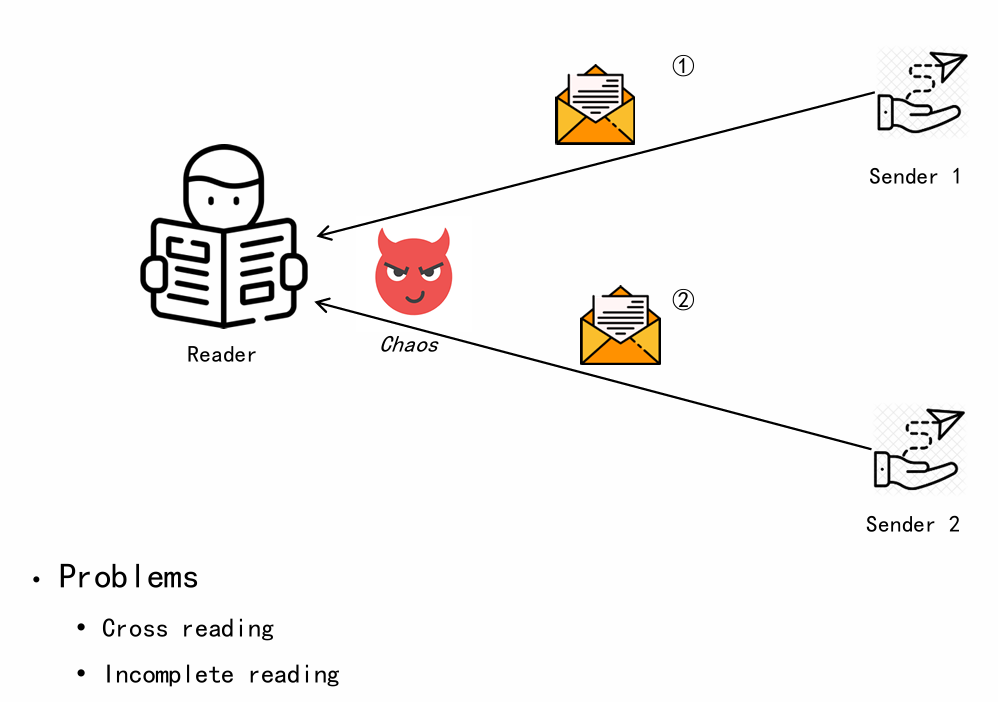 ①
Sender 1
Reader
Chaos
②
Sender 2
• Problems
• Cross reading
• Incomplete reading